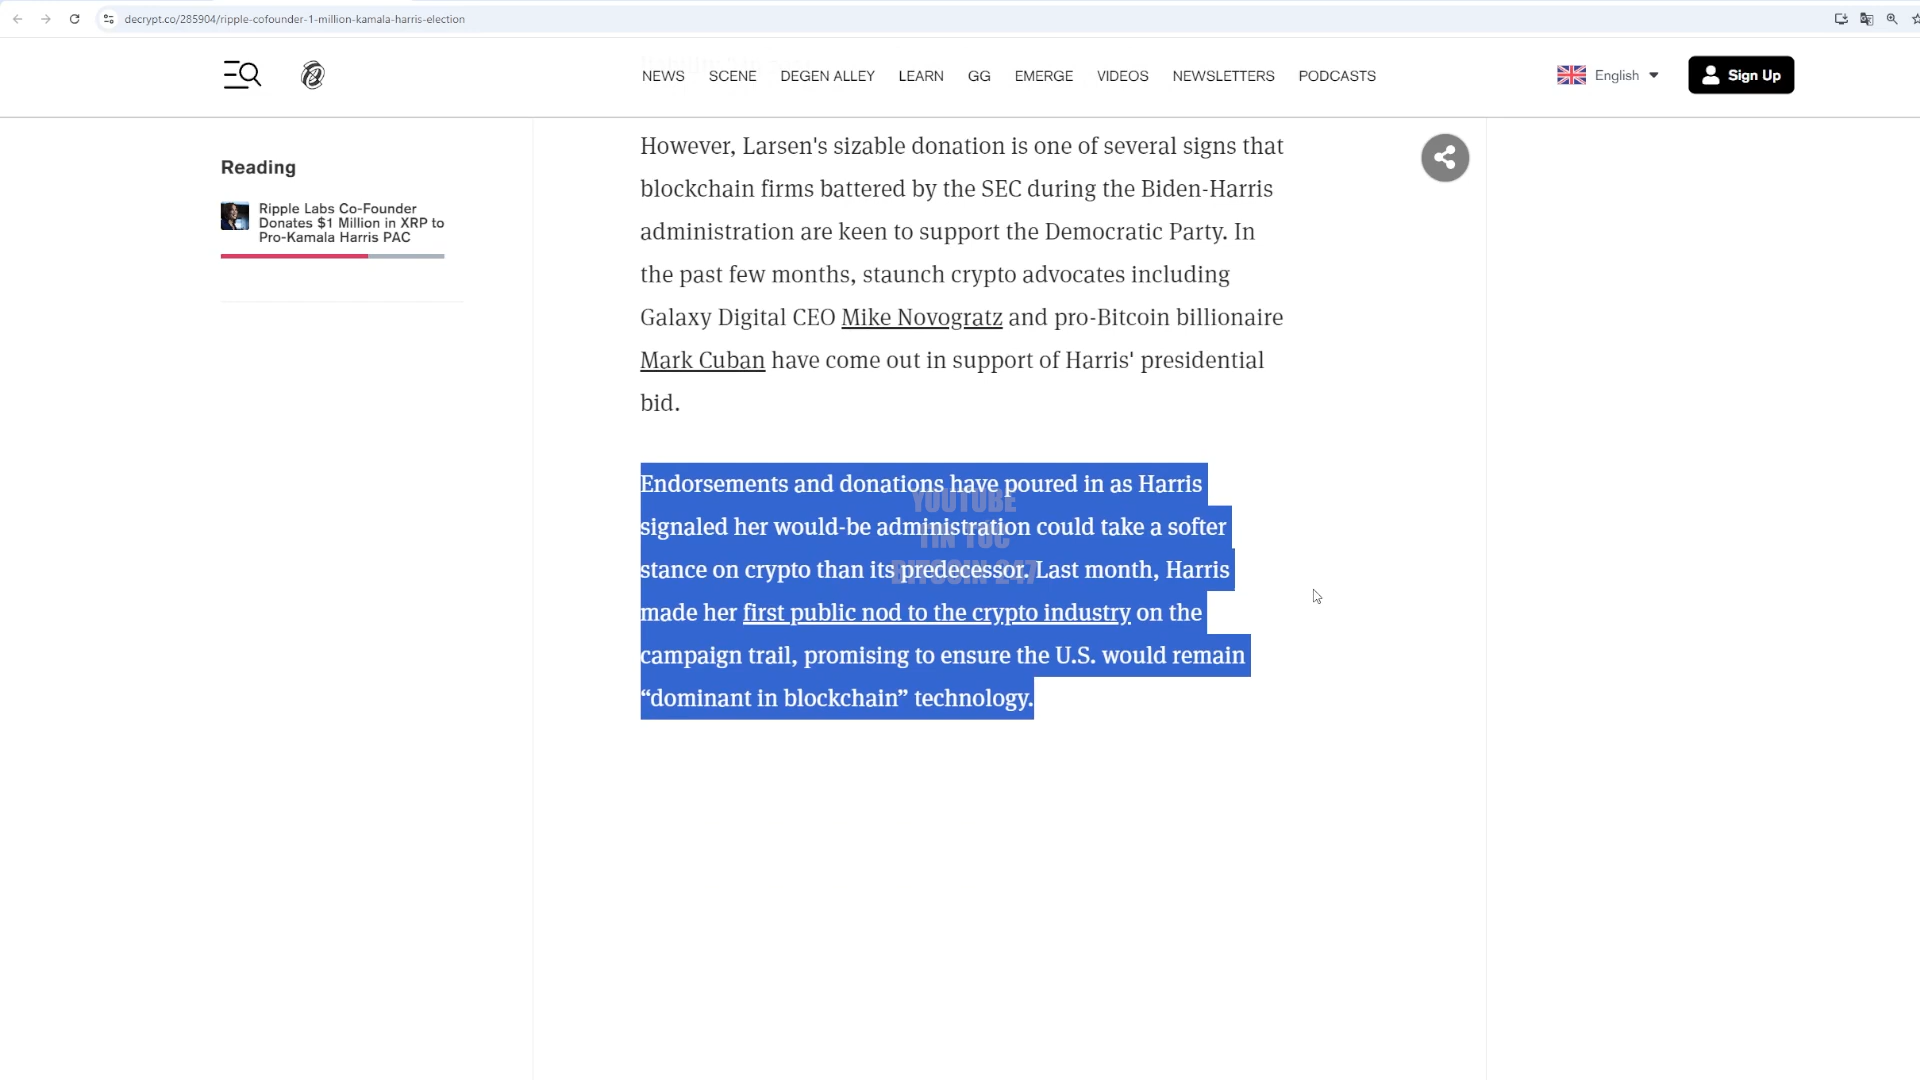 decrypt.co/285904/ripple-cofounder-1-million-kamala-harris-election
NEWS SCENE DEGEN ALLEY LEARN GG EMERGE VIDEOS NEWSLETTERS PODCASTS
English
Sign Up
Reading
Ripple Labs Co-Founder
Donates $1 Million in XRP to
Pro-Kamala Harris PAC
However, Larsen's sizable donation is one of several signs that
blockchain firms battered by the SEC during the Biden-Harris
administration are keen to support the Democratic Party. In
the past few months, staunch crypto advocates including
Galaxy Digital CEO Mike Novogratz and pro-Bitcoin billionaire
Mark Cuban have come out in support of Harris' presidential
bid.
Endorsements and donations have poured in as Harris
signaled her would-be administration could take a softer
stance on crypto than its predecessor. Last month, Harris
made her first public nod to the crypto industry on the
campaign trail, promising to ensure the U.S. would remain
“dominant in blockchain” technology.
YOUTUBE
TIN TUC
BITCOIN 247